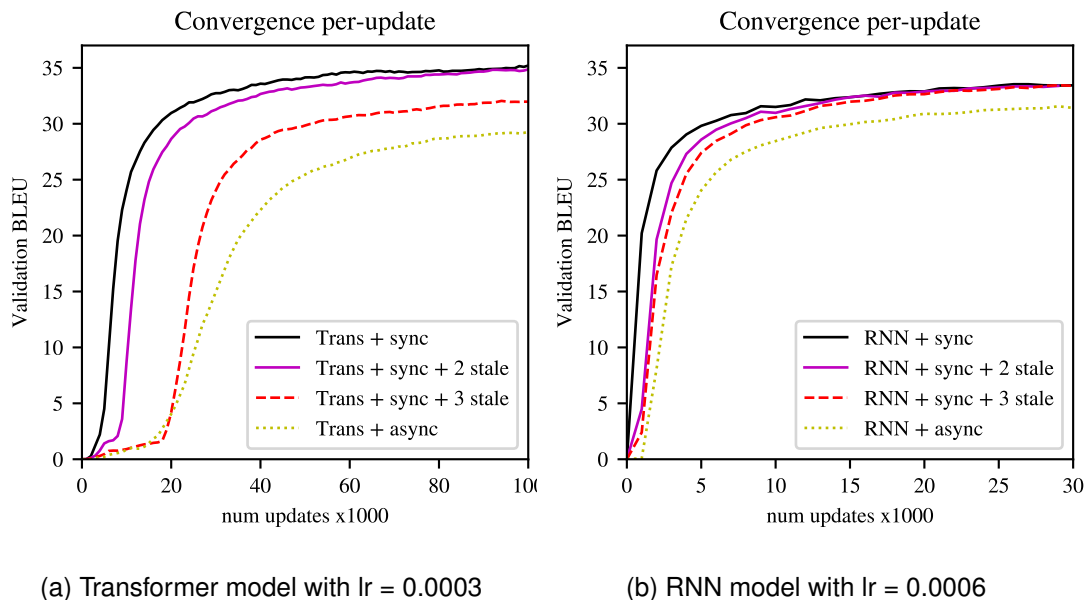 Convergence per-update
Validation BLEU
35
30
25
20
15
10
5
0
Trans + sync
Trans + sync + 2 stale
Trans + sync + 3 stale
Trans + async
0 20 40 60 80 100
num updates x1000
(a) Transformer model with lr = 0.0003
Convergence per-update
Validation BLEU
35
30
25
20
15
10
5
0
RNN + sync
RNN + sync + 2 stale
RNN + sync + 3 stale
RNN + async
0 5 10 15 20 25 30
num updates x1000
(b) RNN model with lr = 0.0006